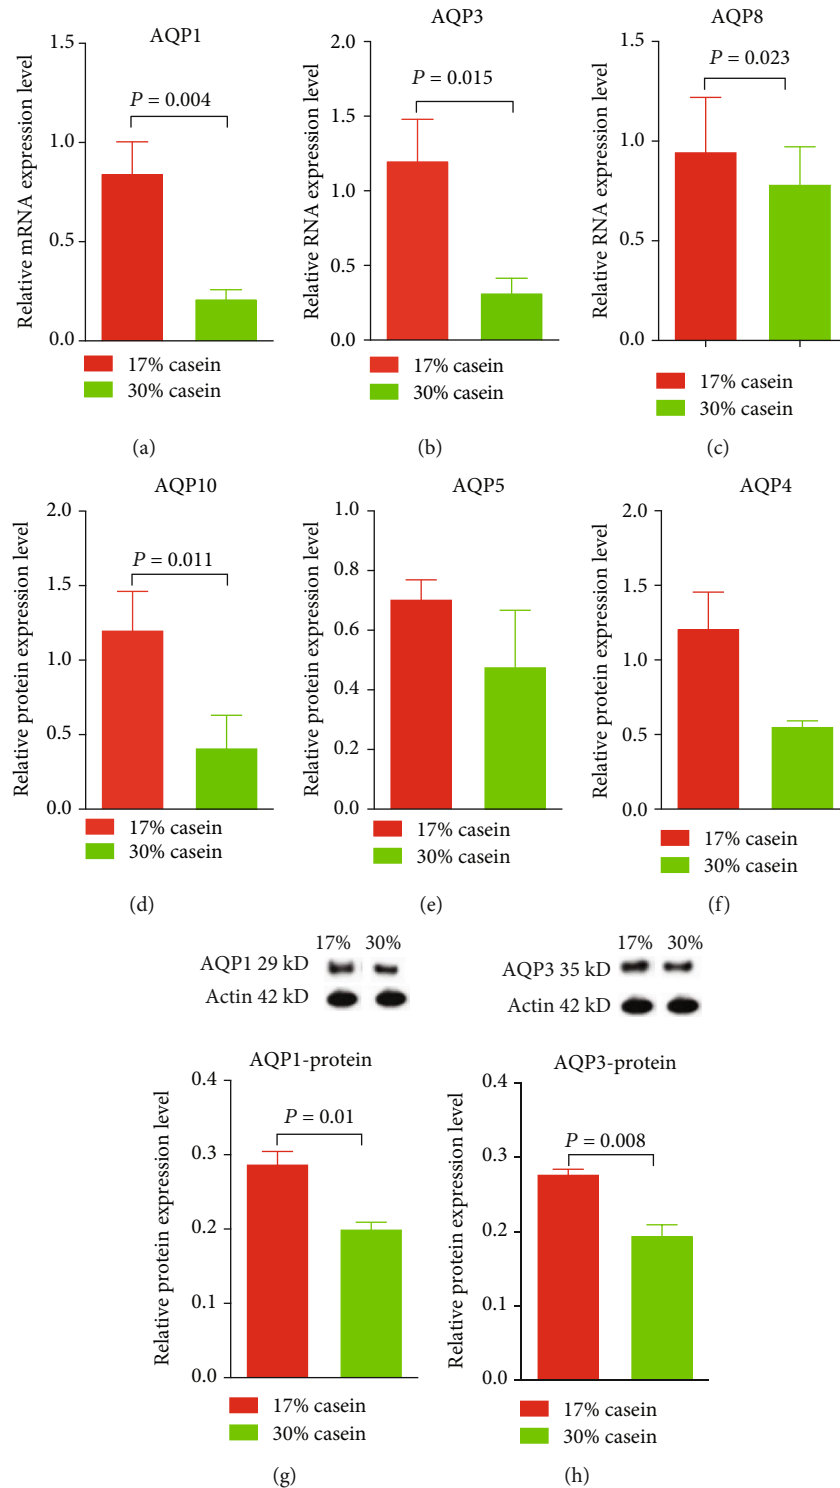 AQP1
Relative mRNA expression level
1.5
1.0
0.5
0.0
P = 0.004
17% casein
30% casein
(a)
AQP3
Relative RNA expression level
2.0
1.5
1.0
0.5
0.0
P = 0.015
17% casein
30% casein
(b)
AQP8
Relative RNA expression level
1.5
1.0
0.5
0.0
P = 0.023
17% casein
30% casein
(c)
AQP10
Relative protein expression level
2.0
1.5
1.0
0.5
0.0
P = 0.011
17% casein
30% casein
(d)
AQP5
Relative protein expression level
1.0
0.8
0.6
0.4
0.2
0.0
17% casein
30% casein
(e)
AQP4
Relative protein expression level
2.0
1.5
1.0
0.5
0.0
17% casein
30% casein
(f)
17% 30%
AQP1 29 kD
Actin 42 kD
AQP1-protein
Relative protein expression level
0.4
0.3
0.2
0.1
0.0
P = 0.01
17% casein
30% casein
(g)
17% 30%
AQP3 35 kD
Actin 42 kD
AQP3-protein
Relative protein expression level
0.4
0.3
0.2
0.1
0.0
P = 0.008
17% casein
30% casein
(h)